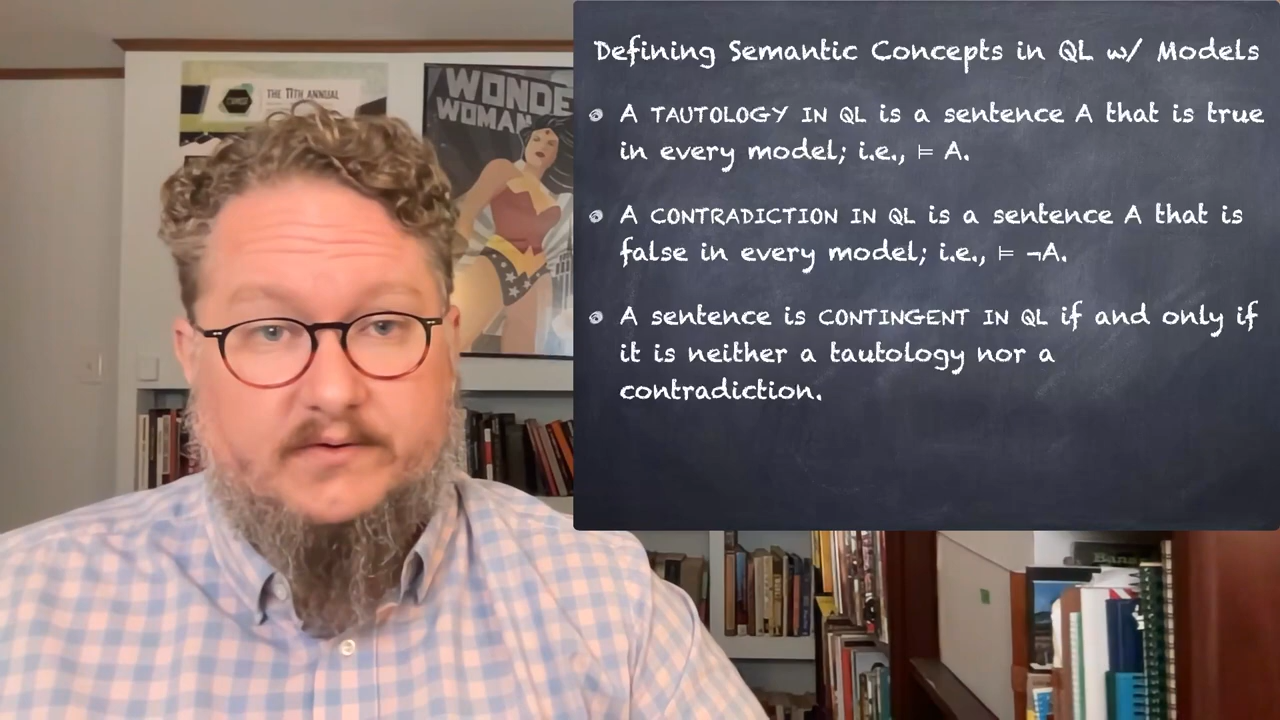 THE 11TH ANNUAL
WONDE
WOMAN
Defining Semantic Concepts in QL w/ Models
A TAUTOLOGY IN QL is a sentence A that is true
in every model; i.e., ⊨ A.
A CONTRADICTION IN QL is a sentence A that is
false in every model; i.e., ⊨ ¬A.
A sentence is CONTINGENT IN QL if and only if
it is neither a tautology nor a
contradiction.